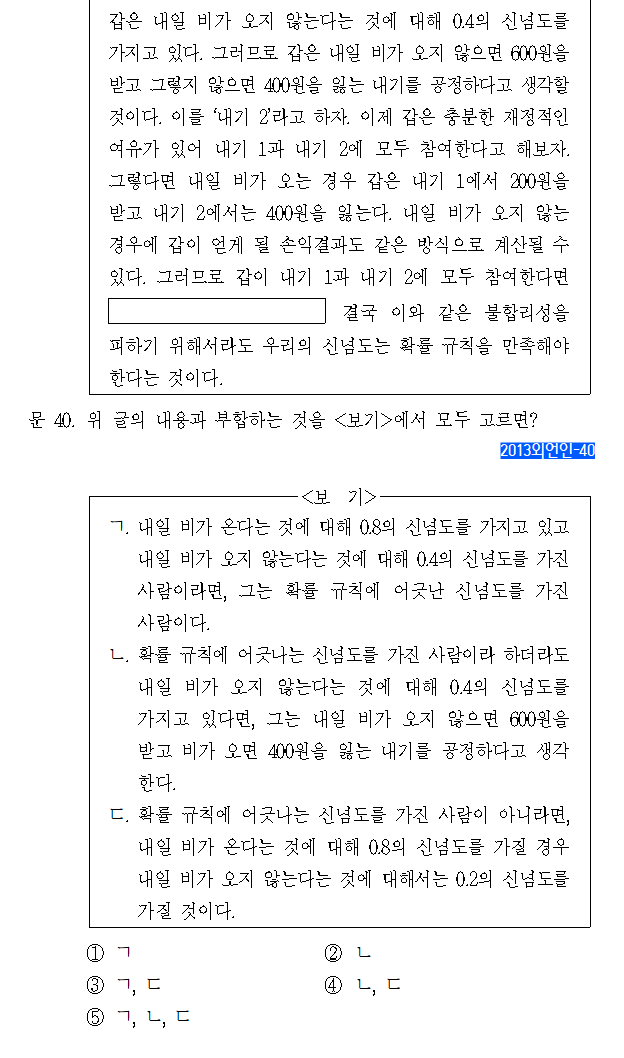 갑은 내일 비가 오지 않는다는 것에 대해 0.4의 신념도를
가지고 있다. 그러므로 갑은 내일 비가 오지 않으면 600원을
받고 그렇지 않으면 400원을 잃는 내기를 공정하다고 생각할
것이다. 이를 ‘내기 2’라고 하자. 이제 갑은 충분한 재정적인
여유가 있어 내기 1과 내기 2에 모두 참여한다고 해보자.
그렇다면 내일 비가 오는 경우 갑은 내기 1에서 200원을
받고 내기 2에서는 400원을 잃는다. 내일 비가 오지 않는
경우에 갑이 얻게 될 손익결과도 같은 방식으로 계산될 수
있다. 그러므로 갑이 내기 1과 내기 2에 모두 참여한다면
결국 이와 같은 불합리성을
피하기 위해서라도 우리의 신념도는 확률 규칙을 만족해야
한다는 것이다.
문 40. 위 글의 내용과 부합하는 것을 <보기>에서 모두 고르면?
2013외언인-40
<보 기>
ㄱ. 내일 비가 온다는 것에 대해 0.8의 신념도를 가지고 있고
내일 비가 오지 않는다는 것에 대해 0.4의 신념도를 가진
사람이라면, 그는 확률 규칙에 어긋난 신념도를 가진
사람이다.
ㄴ. 확률 규칙에 어긋나는 신념도를 가진 사람이라 하더라도
내일 비가 오지 않는다는 것에 대해 0.4의 신념도를
가지고 있다면, 그는 내일 비가 오지 않으면 600원을
받고 비가 오면 400원을 잃는 내기를 공정하다고 생각
한다.
ㄷ. 확률 규칙에 어긋나는 신념도를 가진 사람이 아니라면,
내일 비가 온다는 것에 대해 0.8의 신념도를 가질 경우
내일 비가 오지 않는다는 것에 대해서는 0.2의 신념도를
가질 것이다.
① ㄱ ② ㄴ
③ ㄱ, ㄷ ④ ㄴ, ㄷ
⑤ ㄱ, ㄴ, ㄷ